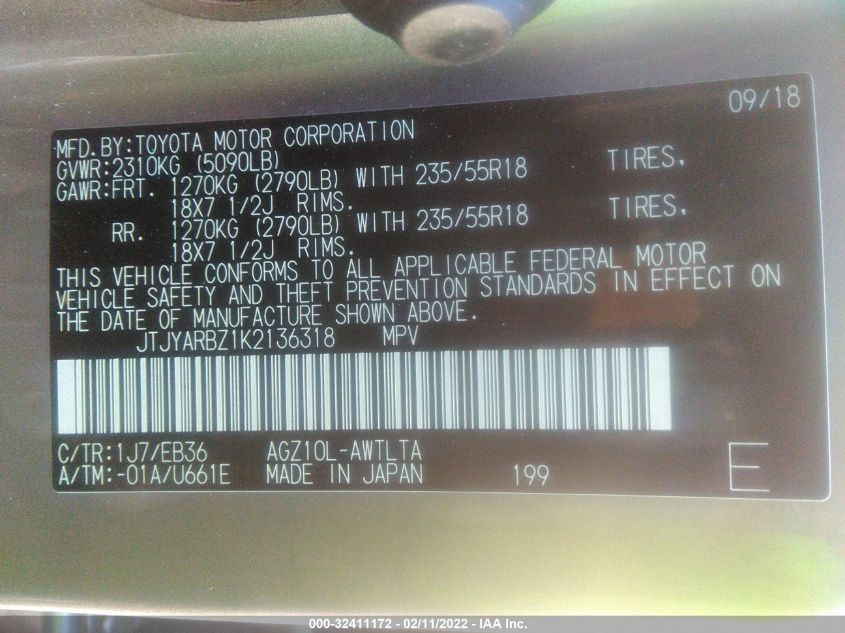 09/18
MFD.BY:TOYOTA MOTOR CORPORATION
GVWR:2310KG (5090LB)
GAWR:FRT. 1270KG (2790LB) WITH 235/55R18 TIRES,
18X7 1/2J RIMS.
RR. 1270KG (2790LB) WITH 235/55R18 TIRES,
18X7 1/2J RIMS.
THIS VEHICLE CONFORMS TO ALL APPLICABLE FEDERAL MOTOR
VEHICLE SAFETY AND THEFT PREVENTION STANDARDS IN EFFECT ON
THE DATE OF MANUFACTURE SHOWN ABOVE.
JTJYARBZ1K2136318 MPV
C/TR:1J7/EB36 AGZ10L-AWTLTA
A/TM:-01A/U661E MADE IN JAPAN 199 E
000-32411172 - 02/11/2022 - IAA Inc.